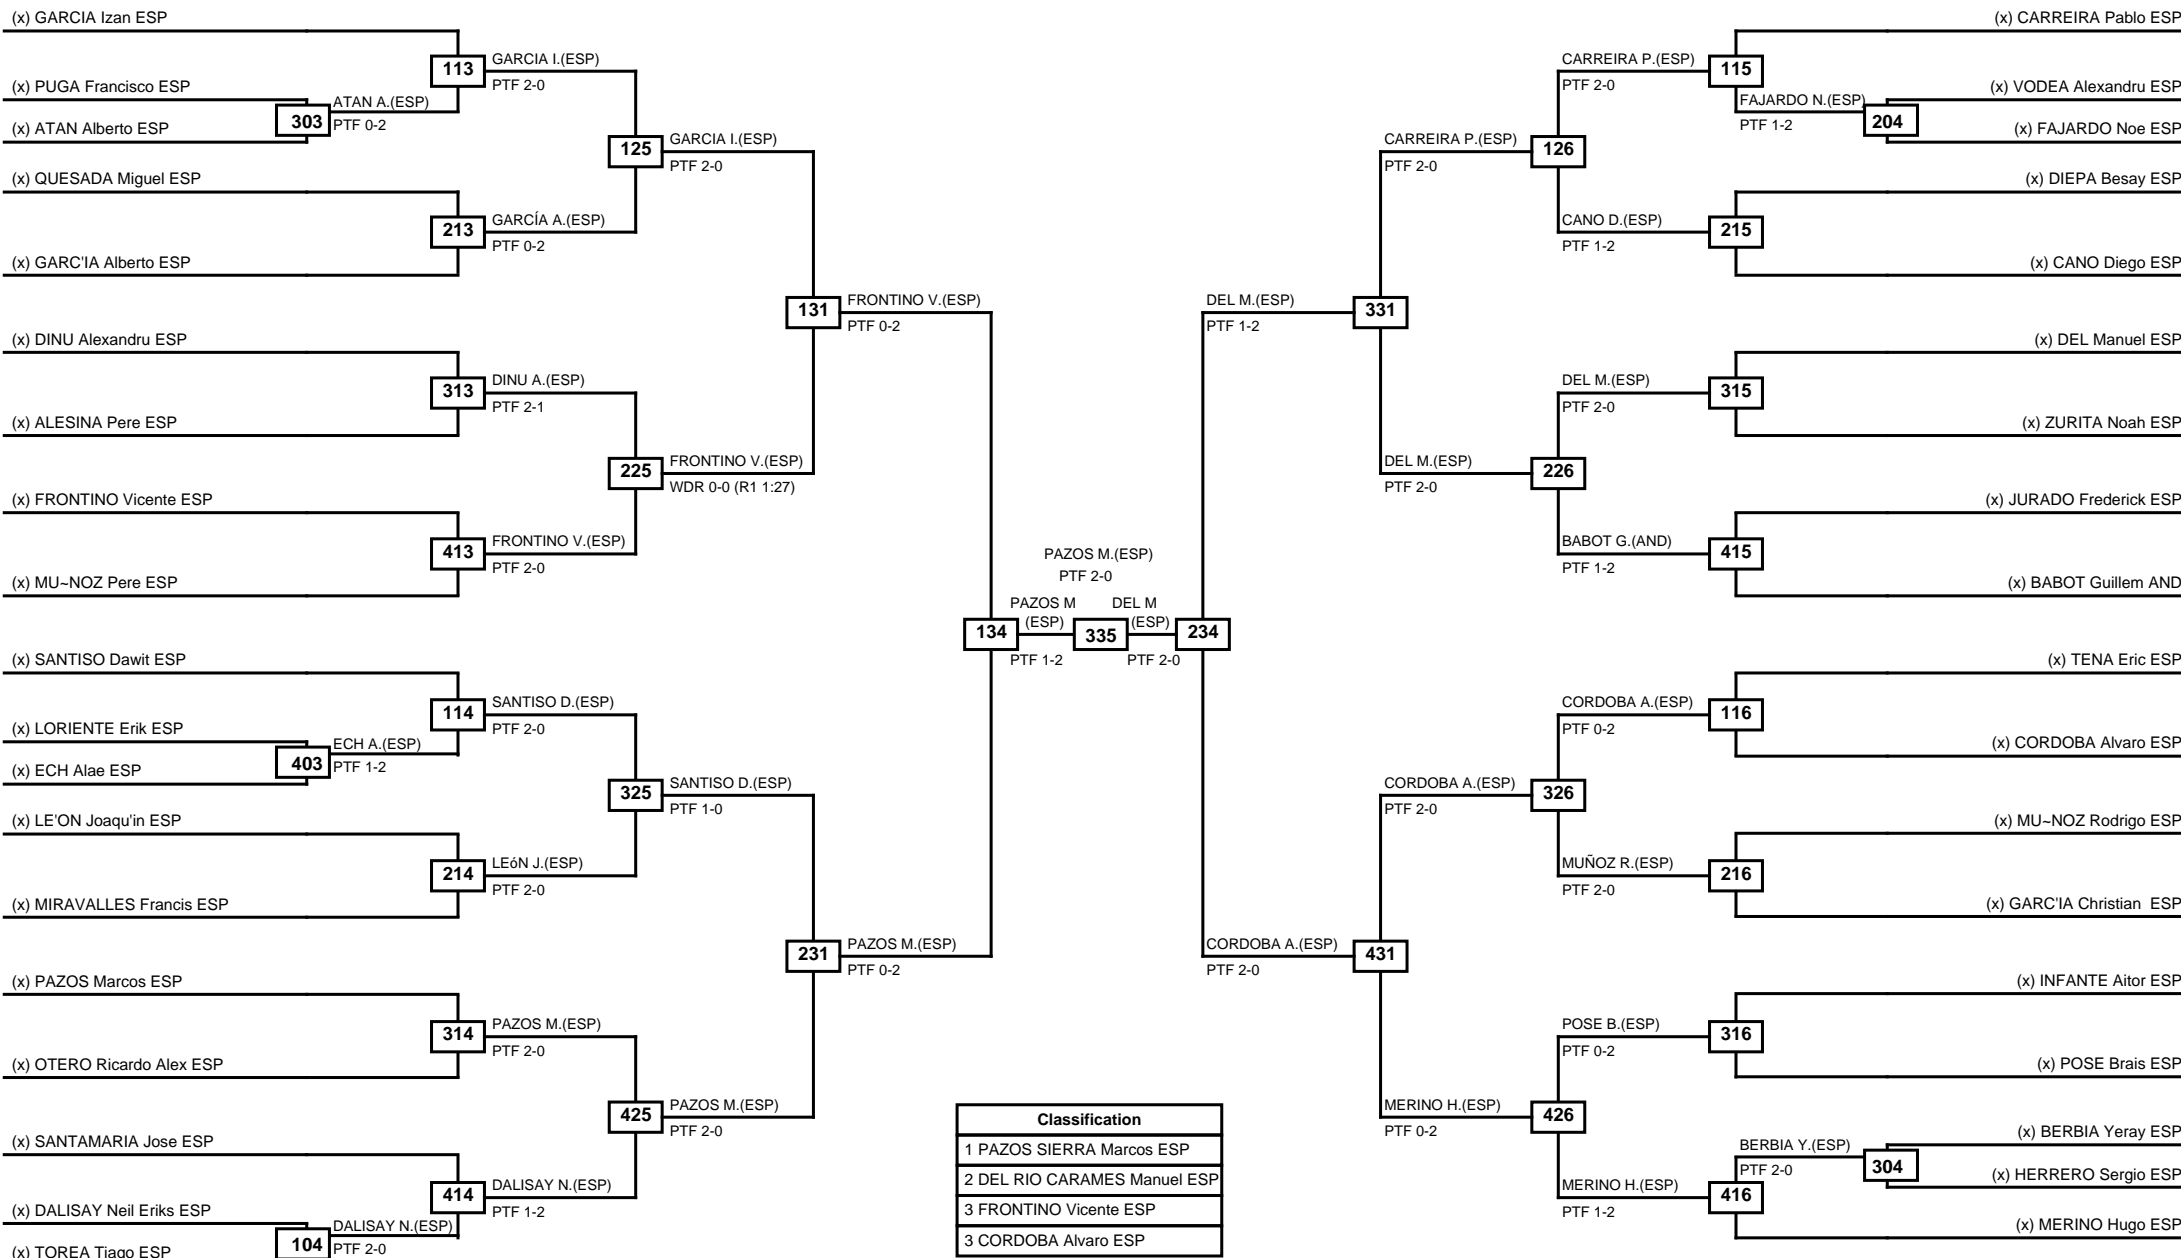 (x) GARCIA Izan ESP
113
GARCIA I.(ESP)
PTF 2-0
(x) PUGA Francisco ESP
303
ATAN A.(ESP)
PTF 0-2
(x) ATAN Alberto ESP
125
GARCIA I.(ESP)
PTF 2-0
(x) QUESADA Miguel ESP
213
GARCÍA A.(ESP)
PTF 0-2
(x) GARC'IA Alberto ESP
131
FRONTINO V.(ESP)
PTF 0-2
(x) DINU Alexandru ESP
313
DINU A.(ESP)
PTF 2-1
(x) ALESINA Pere ESP
225
FRONTINO V.(ESP)
WDR 0-0 (R1 1:27)
(x) FRONTINO Vicente ESP
413
FRONTINO V.(ESP)
PTF 2-0
(x) MU~NOZ Pere ESP
134
PAZOS M
(ESP)
PTF 1-2
(x) SANTISO Dawit ESP
114
SANTISO D.(ESP)
PTF 2-0
(x) LORIENTE Erik ESP
403
ECH A.(ESP)
PTF 1-2
(x) ECH Alae ESP
325
SANTISO D.(ESP)
PTF 1-0
(x) LE'ON Joaqu'in ESP
214
LEóN J.(ESP)
PTF 2-0
(x) MIRAVALLES Francis ESP
231
PAZOS M.(ESP)
PTF 0-2
(x) PAZOS Marcos ESP
314
PAZOS M.(ESP)
PTF 2-0
(x) OTERO Ricardo Alex ESP
425
PAZOS M.(ESP)
PTF 2-0
(x) SANTAMARIA Jose ESP
414
DALISAY N.(ESP)
PTF 1-2
(x) DALISAY Neil Eriks ESP
104
DALISAY N.(ESP)
PTF 2-0
(x) TOREA Tiago ESP
PAZOS M.(ESP)
PTF 2-0
335
DEL M
(ESP)
PTF 2-0
234
Classification
1 PAZOS SIERRA Marcos ESP
2 DEL RIO CARAMES Manuel ESP
3 FRONTINO Vicente ESP
3 CORDOBA Alvaro ESP
(x) CARREIRA Pablo ESP
CARREIRA P.(ESP)
PTF 2-0
115
(x) VODEA Alexandru ESP
FAJARDO N.(ESP)
PTF 1-2
204
(x) FAJARDO Noe ESP
CARREIRA P.(ESP)
PTF 2-0
126
(x) DIEPA Besay ESP
CANO D.(ESP)
PTF 1-2
215
(x) CANO Diego ESP
DEL M.(ESP)
PTF 1-2
331
(x) DEL Manuel ESP
DEL M.(ESP)
PTF 2-0
315
(x) ZURITA Noah ESP
DEL M.(ESP)
PTF 2-0
226
(x) JURADO Frederick ESP
BABOT G.(AND)
PTF 1-2
415
(x) BABOT Guillem AND
(x) TENA Eric ESP
CORDOBA A.(ESP)
PTF 0-2
116
(x) CORDOBA Alvaro ESP
CORDOBA A.(ESP)
PTF 2-0
326
(x) MU~NOZ Rodrigo ESP
MUÑOZ R.(ESP)
PTF 2-0
216
(x) GARC'IA Christian ESP
CORDOBA A.(ESP)
PTF 2-0
431
(x) INFANTE Aitor ESP
POSE B.(ESP)
PTF 0-2
316
(x) POSE Brais ESP
MERINO H.(ESP)
PTF 0-2
426
(x) BERBIA Yeray ESP
BERBIA Y.(ESP)
PTF 2-0
304
(x) HERRERO Sergio ESP
MERINO H.(ESP)
PTF 1-2
416
(x) MERINO Hugo ESP